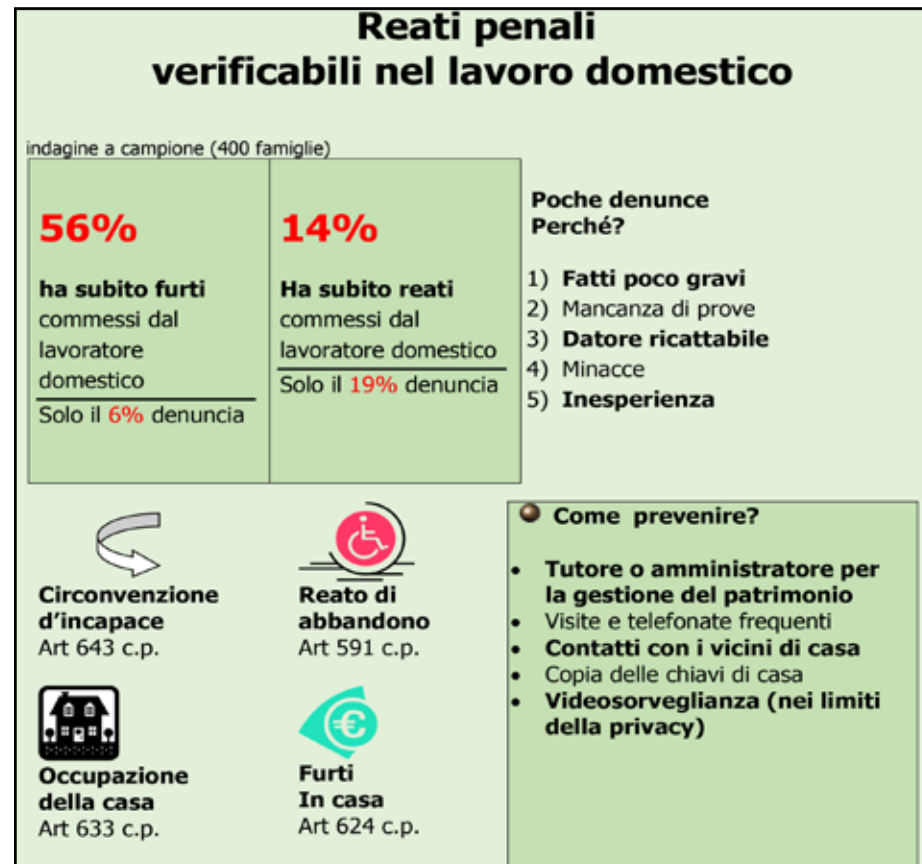 Reati penali
verificabili nel lavoro domestico
indagine a campione (400 famiglie)
56%
ha subito furti
commessi dal
lavoratore
domestico
Solo il 6% denuncia
14%
Ha subito reati
commessi dal
lavoratore domestico
Solo il 19% denuncia
Poche denunce
Perché?
1) Fatti poco gravi
2) Mancanza di prove
3) Datore ricattabile
4) Minacce
5) Inesperienza
Circonvenzione
d'incapace
Art 643 c.p.
Reato di
abbandono
Art 591 c.p.
Occupazione
della casa
Art 633 c.p.
€
Furti
In casa
Art 624 c.p.
Come prevenire?
• Tutore o amministratore per
la gestione del patrimonio
• Visite e telefonate frequenti
• Contatti con i vicini di casa
• Copia delle chiavi di casa
• Videosorveglianza (nei limiti
della privacy)